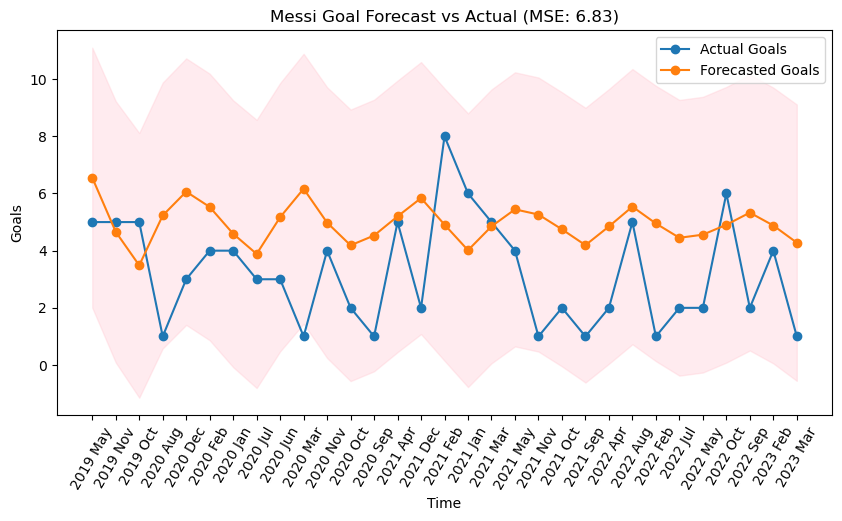 Messi Goal Forecast vs Actual (MSE: 6.83)
Actual Goals
Forecasted Goals
Goals
10
8
6
4
2
0
2019 May
2019 Nov
2019 Oct
2020 Aug
2020 Dec
2020 Feb
2020 Jan
2020 Jul
2020 Jun
2020 Mar
2020 Nov
2020 Oct
2020 Sep
2021 Apr
2021 Dec
2021 Feb
2021 Jan
2021 Mar
2021 May
2021 Nov
2021 Oct
2021 Sep
2022 Apr
2022 Aug
2022 Feb
2022 Jul
2022 May
2022 Oct
2022 Sep
2023 Feb
2023 Mar
Time